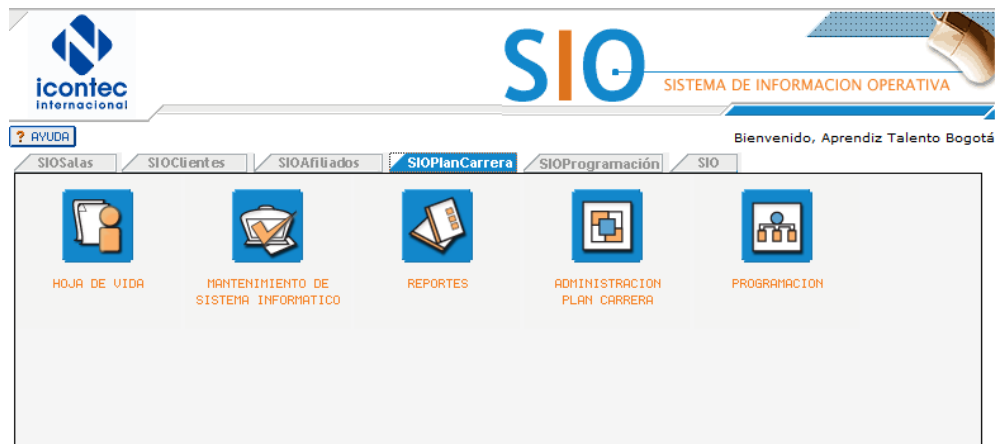 icontec
internacional
SIO
SISTEMA DE INFORMACION OPERATIVA
? AYUDA
Bienvenido, Aprendiz Talento Bogotá
SIOSalas
SIOClientes
SIOAfiliados
SIOPlanCarrera
SIOProgramación
SIO
HOJA DE VIDA
MANTENIMIENTO DE
SISTEMA INFORMATICO
REPORTES
ADMINISTRACION
PLAN CARRERA
PROGRAMACION